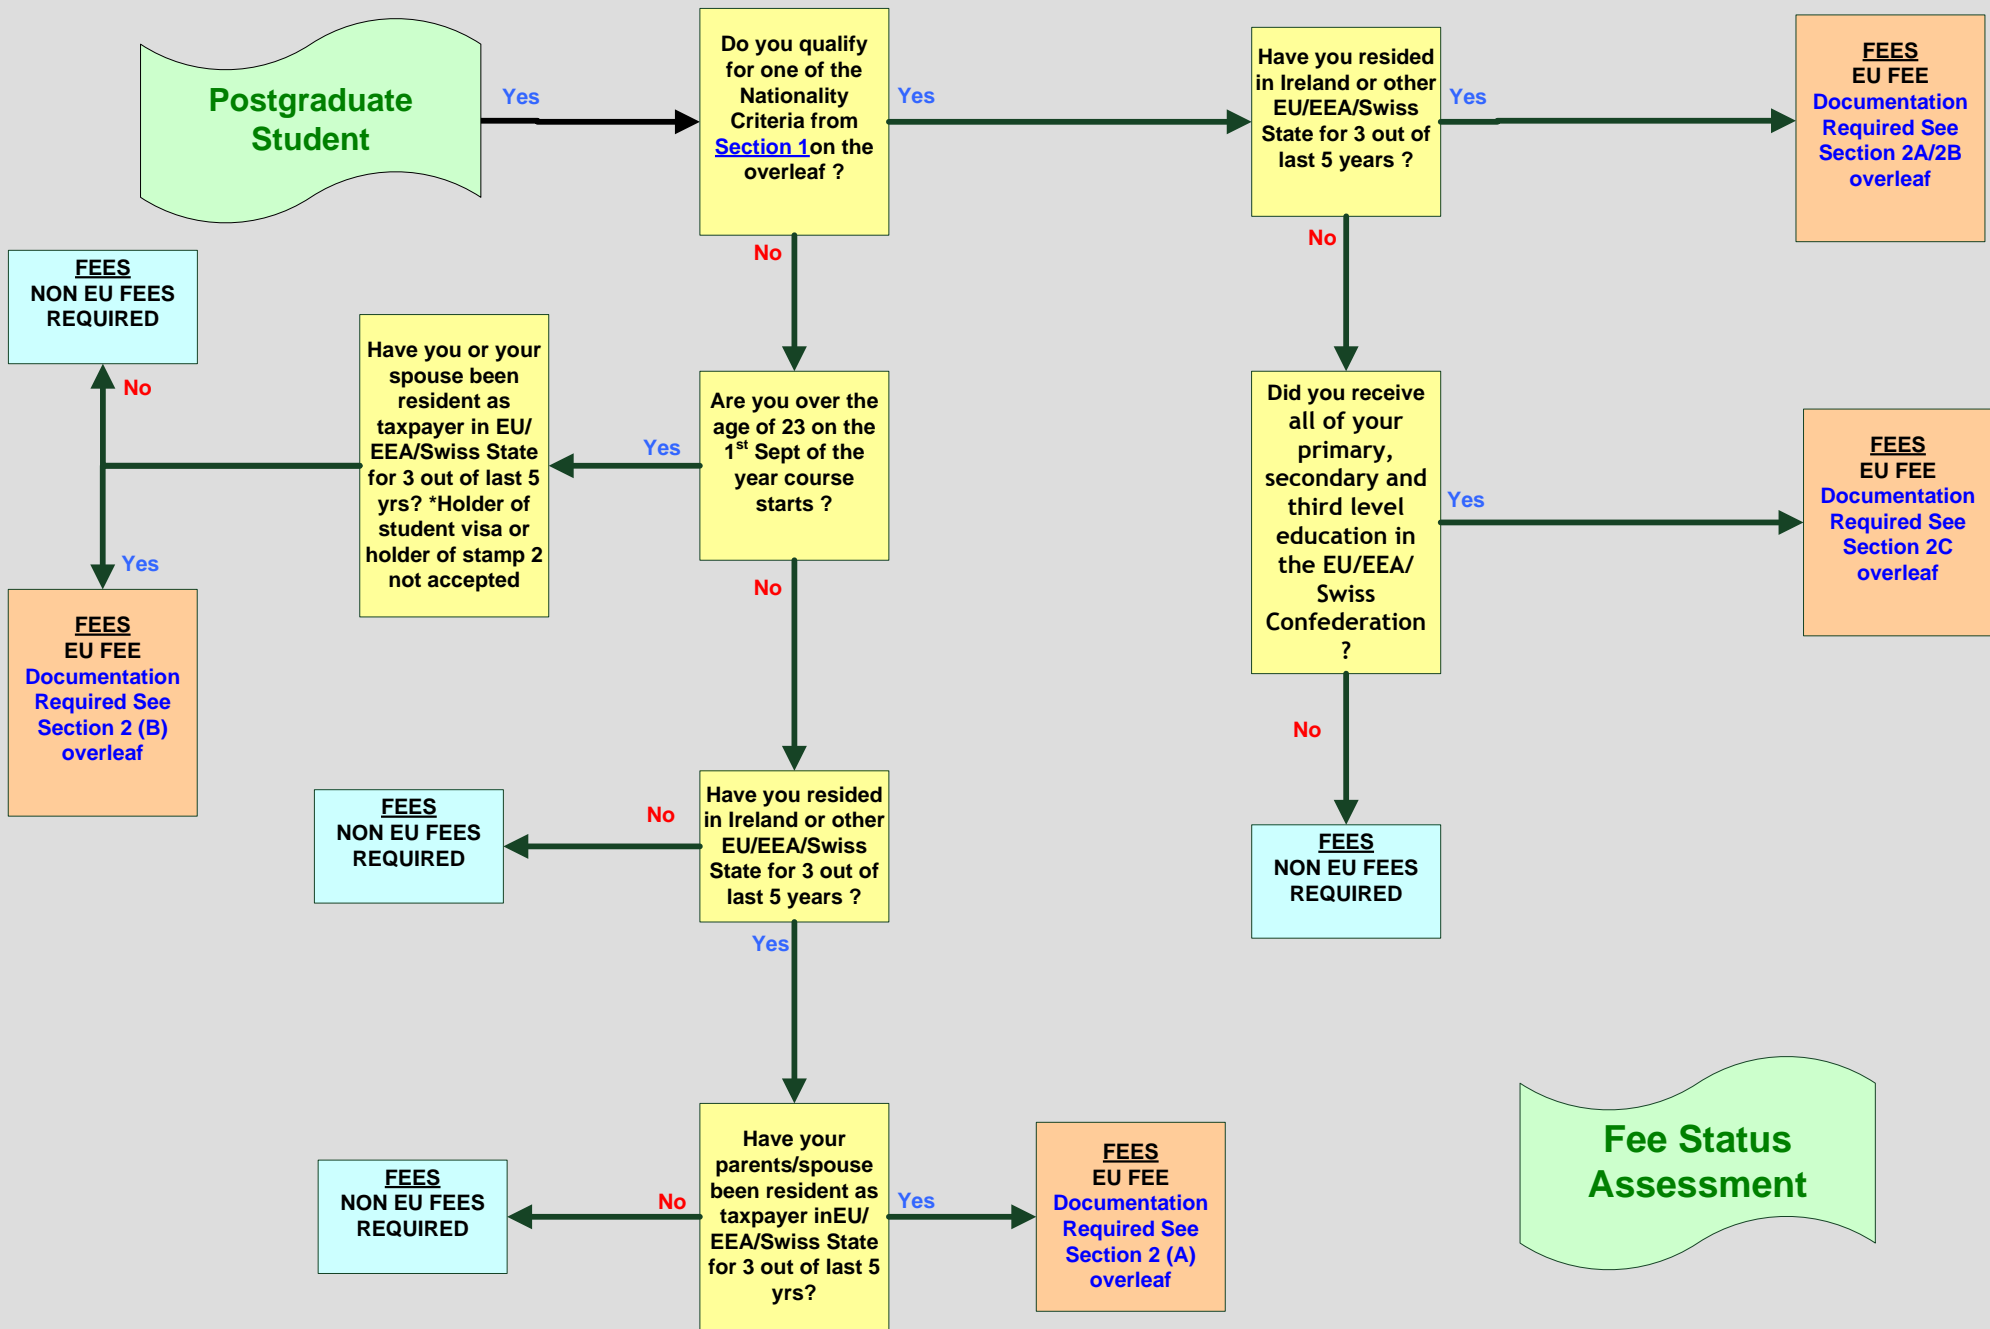 Postgraduate
Student
Yes
Do you qualify
for one of the
Nationality
Criteria from
Section 1on the
overleaf ?
Yes
Have you resided
in Ireland or other
EU/EEA/Swiss
State for 3 out of
last 5 years ?
Yes
FEES
EU FEE
Documentation
Required See
Section 2A/2B
overleaf
No
No
FEES
NON EU FEES
REQUIRED
No
Have you or your
spouse been
resident as
taxpayer in EU/
EEA/Swiss State
for 3 out of last 5
yrs? *Holder of
student visa or
holder of stamp 2
not accepted
Yes
Are you over the
age of 23 on the
1st Sept of the
year course
starts ?
Did you receive
all of your
primary,
secondary and
third level
education in
the EU/EEA/
Swiss
Confederation
?
Yes
FEES
EU FEE
Documentation
Required See
Section 2C
overleaf
Yes
FEES
EU FEE
Documentation
Required See
Section 2 (B)
overleaf
No
No
FEES
NON EU FEES
REQUIRED
No
Have you resided
in Ireland or other
EU/EEA/Swiss
State for 3 out of
last 5 years ?
FEES
NON EU FEES
REQUIRED
Yes
FEES
NON EU FEES
REQUIRED
No
Have your
parents/spouse
been resident as
taxpayer inEU/
EEA/Swiss State
for 3 out of last 5
yrs?
Yes
FEES
EU FEE
Documentation
Required See
Section 2 (A)
overleaf
Fee Status
Assessment